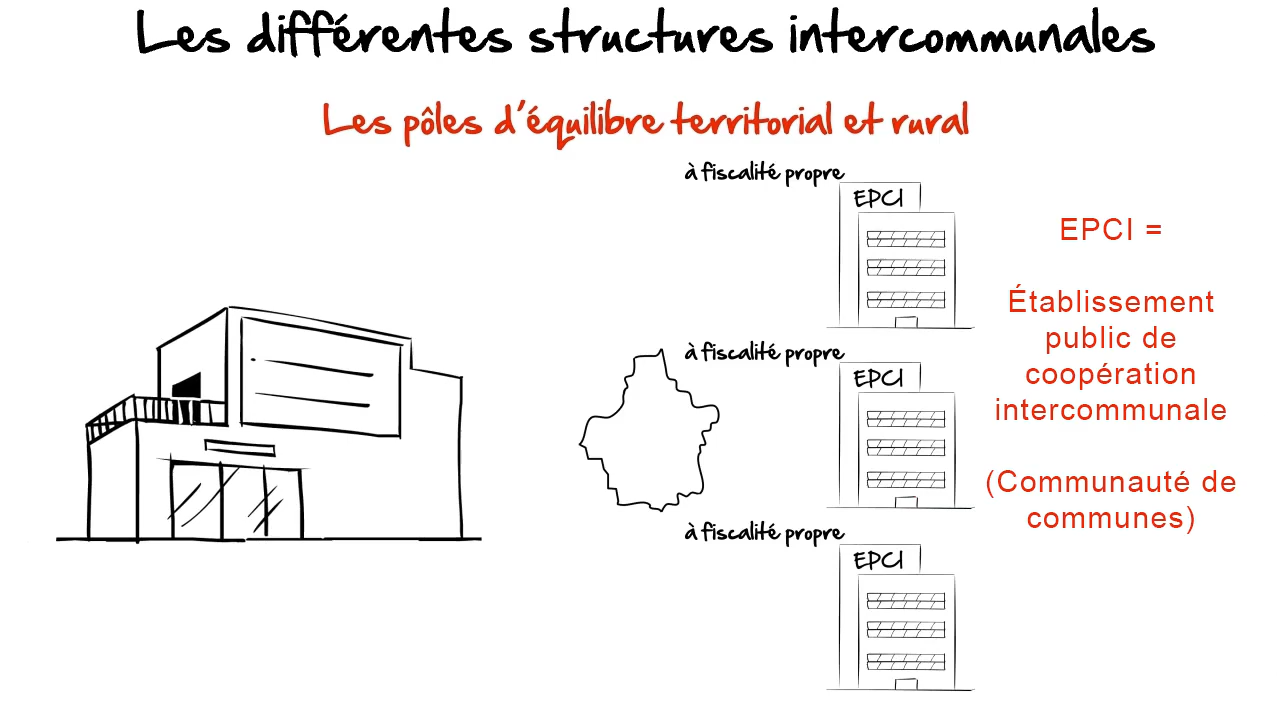 Les différentes structures intercommunales
Les pôles d'équilibre territorial et rural
à fiscalité propre
EPCI
EPCI =
Établissement
public de
coopération
intercommunale
(Communauté de
communes)
à fiscalité propre
EPCI
à fiscalité propre
EPCI